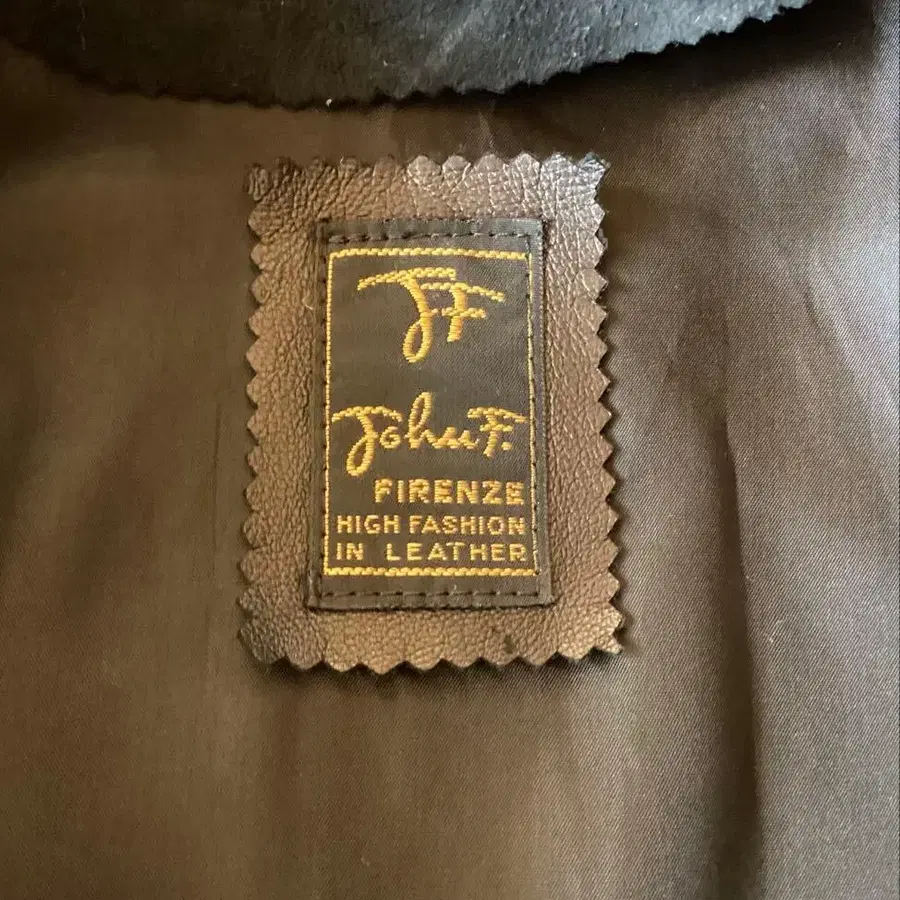 JF
John F.
FIRENZE
HIGH FASHION
IN LEATHER